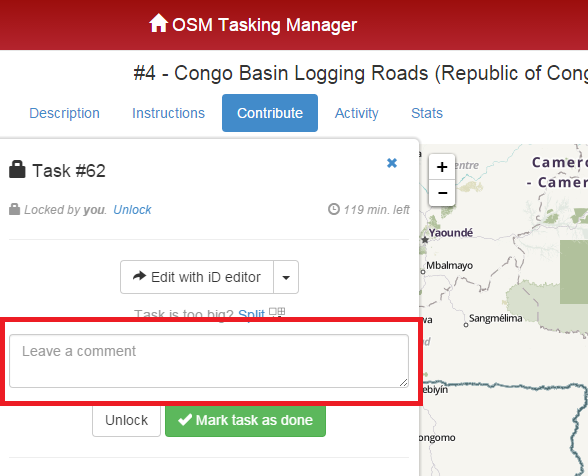 OSM Tasking Manager
#4 - Congo Basin Logging Roads (Republic of Cong
Description Instructions Contribute Activity Stats
Task #62
Locked by you. Unlock 119 min. left
Edit with iD editor
Task is too big? Split
Leave a comment
Unlock Mark task as done
+
−
entre
Camero
- Camer
Yaoundé
Mbalmayo
Sangmélima
wa
nd
ebiyín
ongomo